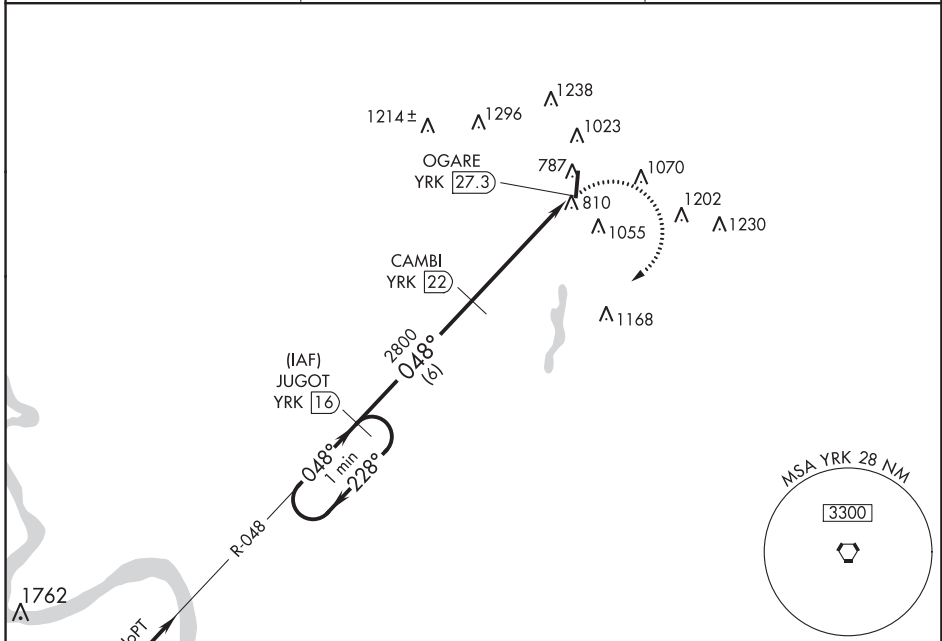 1238
1214 ±
1296
1023
OGARE
YRK 27.3
787
1070
810
1202
1055
1230
CAMBI
YRK 22
1168
2800
048°
(6)
(IAF)
JUGOT
YRK 16
048°
1 min
228°
MSA YRK 28 NM
3300
R-048
1762